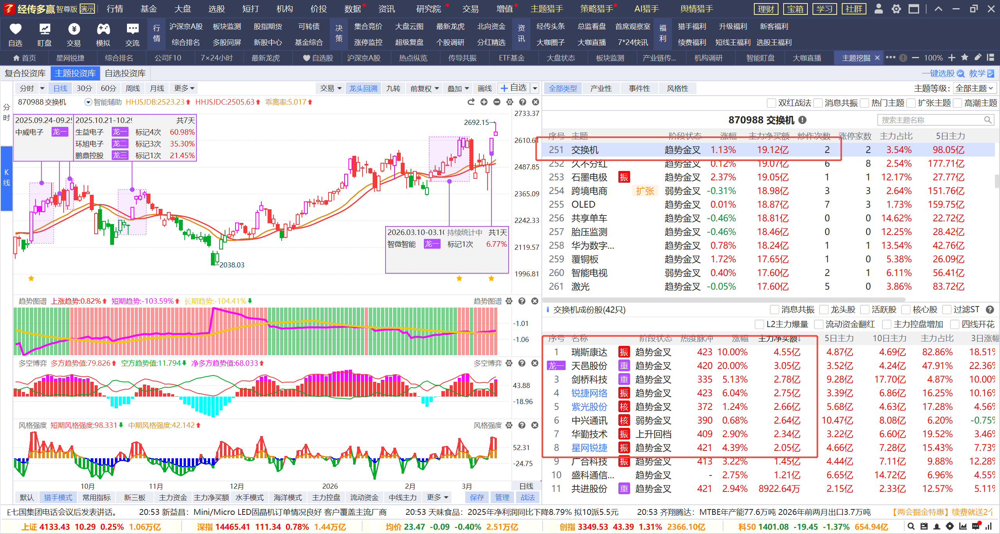 经传多赢 智尊版 演示 行情 基金 大盘 选股 短打 机构 价投 数据 资讯 研究院 交易 增值 主题猎手 策略猎手 AI猎手 舆情猎手 理财 宝箱 学习 社群
自选 盯盘 交易 模拟 交流
行情 沪深京A股 板块监测 股指期货 可转债 决策 集合竞价 大盘云图 最新龙虎 北向资金 资讯 经传头条 总监看盘 首席观察室 福利 猎手福利 升级福利 新客福利
综合排名 多股同屏 新股中心 基金综合 涨停监控 超级复盘 个股调研 分红精选 大咖圈子 大咖直播 7*24快讯 续费福利 短线王福利 选股王福利
首页 星网锐捷 综合排名 公司F10 7×24小时 最新龙虎 自选股 沪深京A股 热点纵览 传导共振 ETF基金 大盘状态 板块监测 产业链传... 机构调研 智能盯盘 大咖直播 主题挖掘 100%
复合投资库 主题投资库 自选投资库 一键选股 教学
分时 日线 30分 60分 周线 月线 更多 交易 龙头回溯 九转 前复权 叠加 画线 自选
分时
K线
870988 交换机 智能辅助 HHJSJDB:2523.23 HHJSJDC:2505.63 乖离率:5.017
2025.09.24-09.25
中威电子 龙一
2025.10.21-10.29 共7天
生益电子 龙一 标记4次 60.98%
环旭电子 龙二 标记3次 35.30%
鹏鼎控股 龙三 标记1次 21.45%
2692.15
2038.03
2026.03.10-03.10 持续统计中 共1天
智微智能 龙一 标记1次 6.77%
2733.37
2610.61
2487.85
2365.09
2242.33
2119.57
1996.81
趋势图谱 上涨趋势:0.82% 短期趋势:-103.59% 长期趋势:-104.41% 趋势图谱
-1.01
-1.06
多空博弈 多方趋势值:79.826 空方趋势值:11.794 净多方趋势值:68.033 多空博弈
43.88
-18.96
风格强度 短期风格强度:98.331 中期风格强度:42.142 风格强度
52.31
-24.75
10月 11月 12月 2026 2月 3月 日线
默认 猎手模式 常用指标 新三板 主力资金 主力净买额 水手模式 海洋模式 主力控盘 流动资金 中线主力 更多 保存 管理 战法
全部类型 产业性 事件性 风格性 主题等级: 全部主题
双红战法 消息共振 热门主题 扩张主题 高潮主题
870988 交换机 搜索主题名称
序号 主题 阶段状态 涨幅 主力净买额 炒作次数 涨停家数 主力占比 5日主力
251 交换机 趋势金叉 1.13% 19.12亿 2 2 3.54% 98.05亿
252 久不分红 趋势金叉 0.12% 19.07亿 6 8 2.54% 177.71亿
253 石墨电极 振 趋势金叉 2.37% 19.05亿 1 1 12.17% 27.77亿
254 跨境电商 扩张 弱势金叉 -0.31% 18.98亿 3 3 2.64% 151.76亿
255 OLED 趋势金叉 0.01% 18.87亿 7 3 1.73% 159.75亿
256 共享单车 趋势金叉 -0.46% 18.81亿 0 0 14.62% 22.72亿
257 胎压监测 趋势金叉 -0.46% 18.46亿 0 0 12.25% 28.42亿
258 华为数字... 趋势金叉 0.78% 18.24亿 1 1 13.54% 42.76亿
259 覆铜板 趋势金叉 1.72% 17.65亿 1 0 5.38% 26.09亿
260 智能电视 弱势金叉 0.40% 17.60亿 2 1 6.11% 56.41亿
261 激光 趋势金叉 -0.05% 17.60亿 5 0 3.86% 83.72亿
交换机成份股(42只) 消息共振 龙头股 活跃股 核心股 过滤ST
L2主力爆量 流动资金翻红 主力控盘增加 四线开花
序号 名称 阶段状态 热度脉冲 涨幅 主力净买额↓ 5日主力 10日主力 主力占比 3日涨幅
1 瑞斯康达 振 趋势金叉 423 10.00% 4.55亿 4.87亿 4.69亿 82.86% 18.51%
龙一 天邑股份 重 趋势金叉 420 20.00% 3.05亿 3.52亿 4.24亿 47.91% 22.36%
3 剑桥科技 重 趋势金叉 335 5.13% 2.78亿 9.28亿 17.70亿 4.87% 10.00%
4 锐捷网络 振 趋势金叉 423 6.04% 2.75亿 3.39亿 6.86亿 16.25% 10.16%
5 紫光股份 核 趋势金叉 372 1.24% 2.66亿 5.68亿 4.63亿 17.28% 4.56%
6 中兴通讯 核 弱势金叉 390 0.68% 2.64亿 10.47亿 8.08亿 6.20% -0.75%
7 华勤技术 振 上升回档 409 2.90% 2.34亿 3.22亿 6.60亿 19.52% 3.46%
8 星网锐捷 振 趋势金叉 421 4.39% 2.05亿 4.66亿 7.28亿 15.43% 7.73%
9 广合科技 振 趋势金叉 413 3.22% 1.45亿 4.44亿 7.11亿 9.88% 12.28%
10 盛科通信... 趋势金叉 - 2.75% 1.21亿 6.65亿 14.72亿 6.96% 4.55%
11 共进股份 重 趋势金叉 421 2.94% 8922.64万 2.15亿 2.33亿 12.57% 5.11%
七国集团电话会议后发表讲话。 20:53 新益昌：Mini/Micro LED固晶机订单情况良好 客户覆盖主流厂商 20:53 天味食品：2025年净利润同比下降8.79% 拟10派5.5元 20:53 齐翔腾达：MTBE年产能77.6万吨 2026年前两月出口3.7万吨 【两会掘金特惠】续费就送2个
上证 4133.43 10.29 0.25% 1.06万亿 深指 14465.41 111.34 0.78% 1.44万亿 均价 23.47 -0.09 -0.40% 2.51万亿 创指 3349.53 43.39 1.31% 2366.10亿 科50 1401.08 -19.45 -1.37% 654.94亿